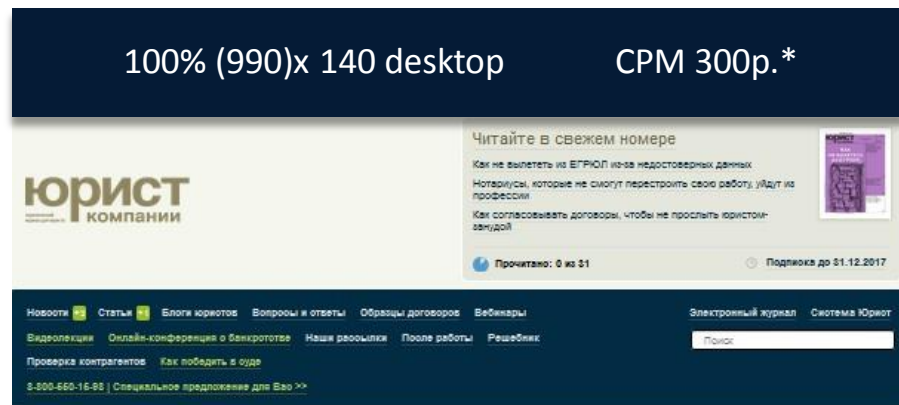 100% (990)x 140 desktop CPM 300р.*
Читайте в свежем номере
Как не вылететь из ЕГРЮЛ из-за недостоверных данных
Нотариусы, которые не смогут перестроить свою работу, уйдут из
профессии
Как согласовывать договоры, чтобы не прослыть юристом-
занудой
юрист
компании
Прочитано: 0 из 31 Подписка до 31.12.2017
Новости +3 Статьи +1 Блоги юристов Вопросы и ответы Образцы договоров Вебинары Электронный журнал Система Юрист
Видеолекции Онлайн-конференция о банкротстве Наши рассылки После работы Решебник Поиск
Проверка контрагентов Как победить в суде
8-800-550-15-98 | Специальное предложение для Вас >>